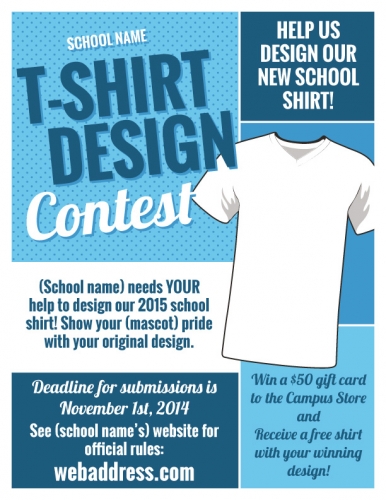 SCHOOL NAME
T-SHIRT
DESIGN
Contest
HELP US
DESIGN OUR
NEW SCHOOL
SHIRT!
(School name) needs YOUR
help to design our 2015 school
shirt! Show your (mascot) pride
with your original design.
Deadline for submissions is
November 1st, 2014
See (school name's) website for
official rules:
webaddress.com
Win a $50 gift card
to the Campus Store
and
Receive a free shirt
with your winning
design!